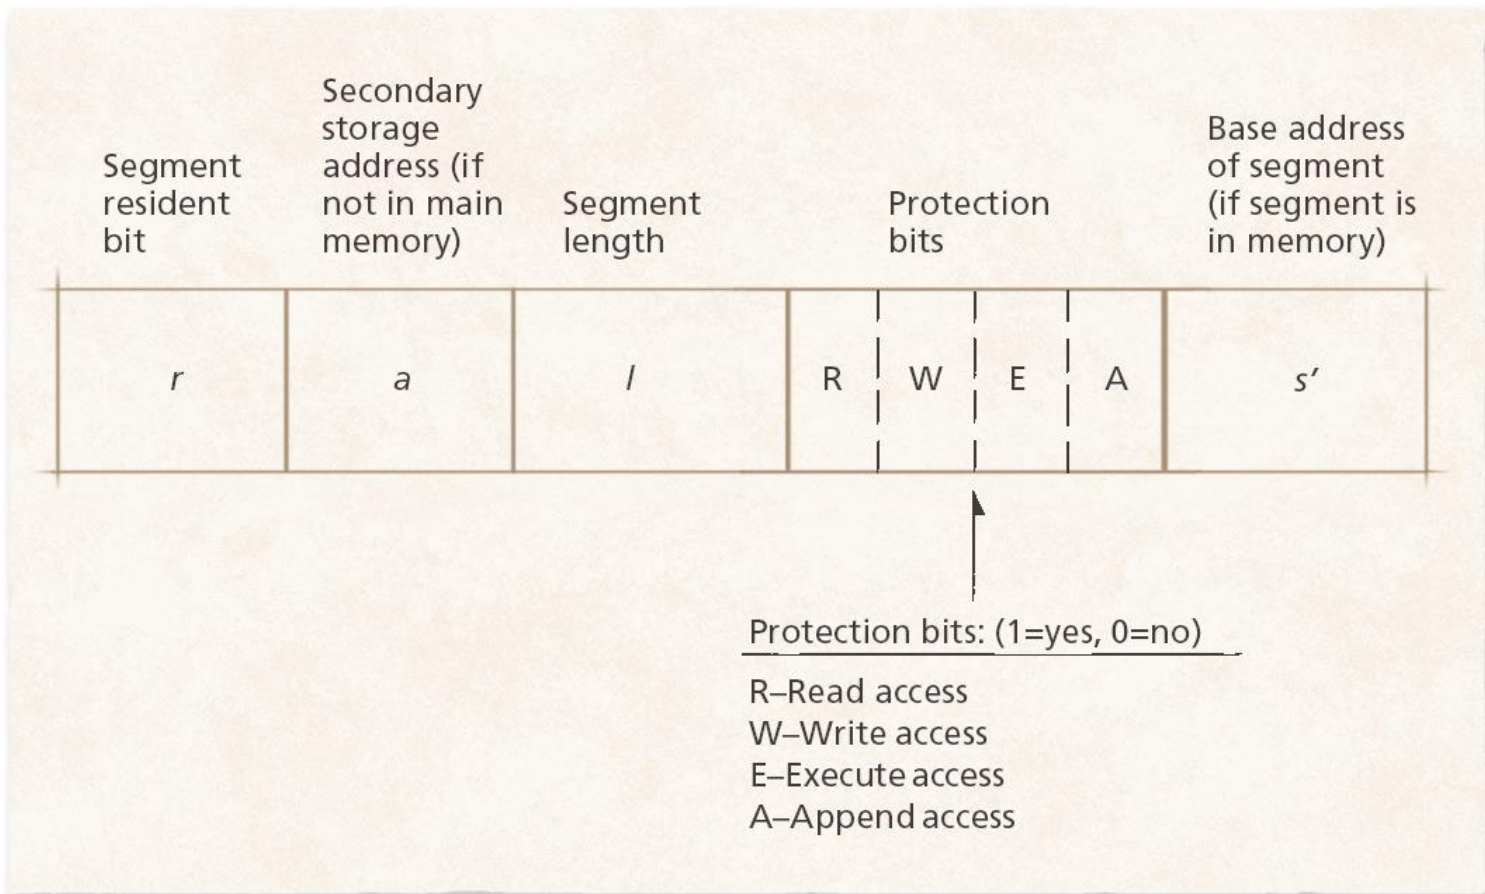 Segment
resident
bit
Secondary
storage
address (if
not in main
memory)
Segment
length
Protection
bits
Base address
of segment
(if segment is
in memory)
r
a
l
R
W
E
A
s′
Protection bits: (1=yes, 0=no)
R–Read access
W–Write access
E–Execute access
A–Append access